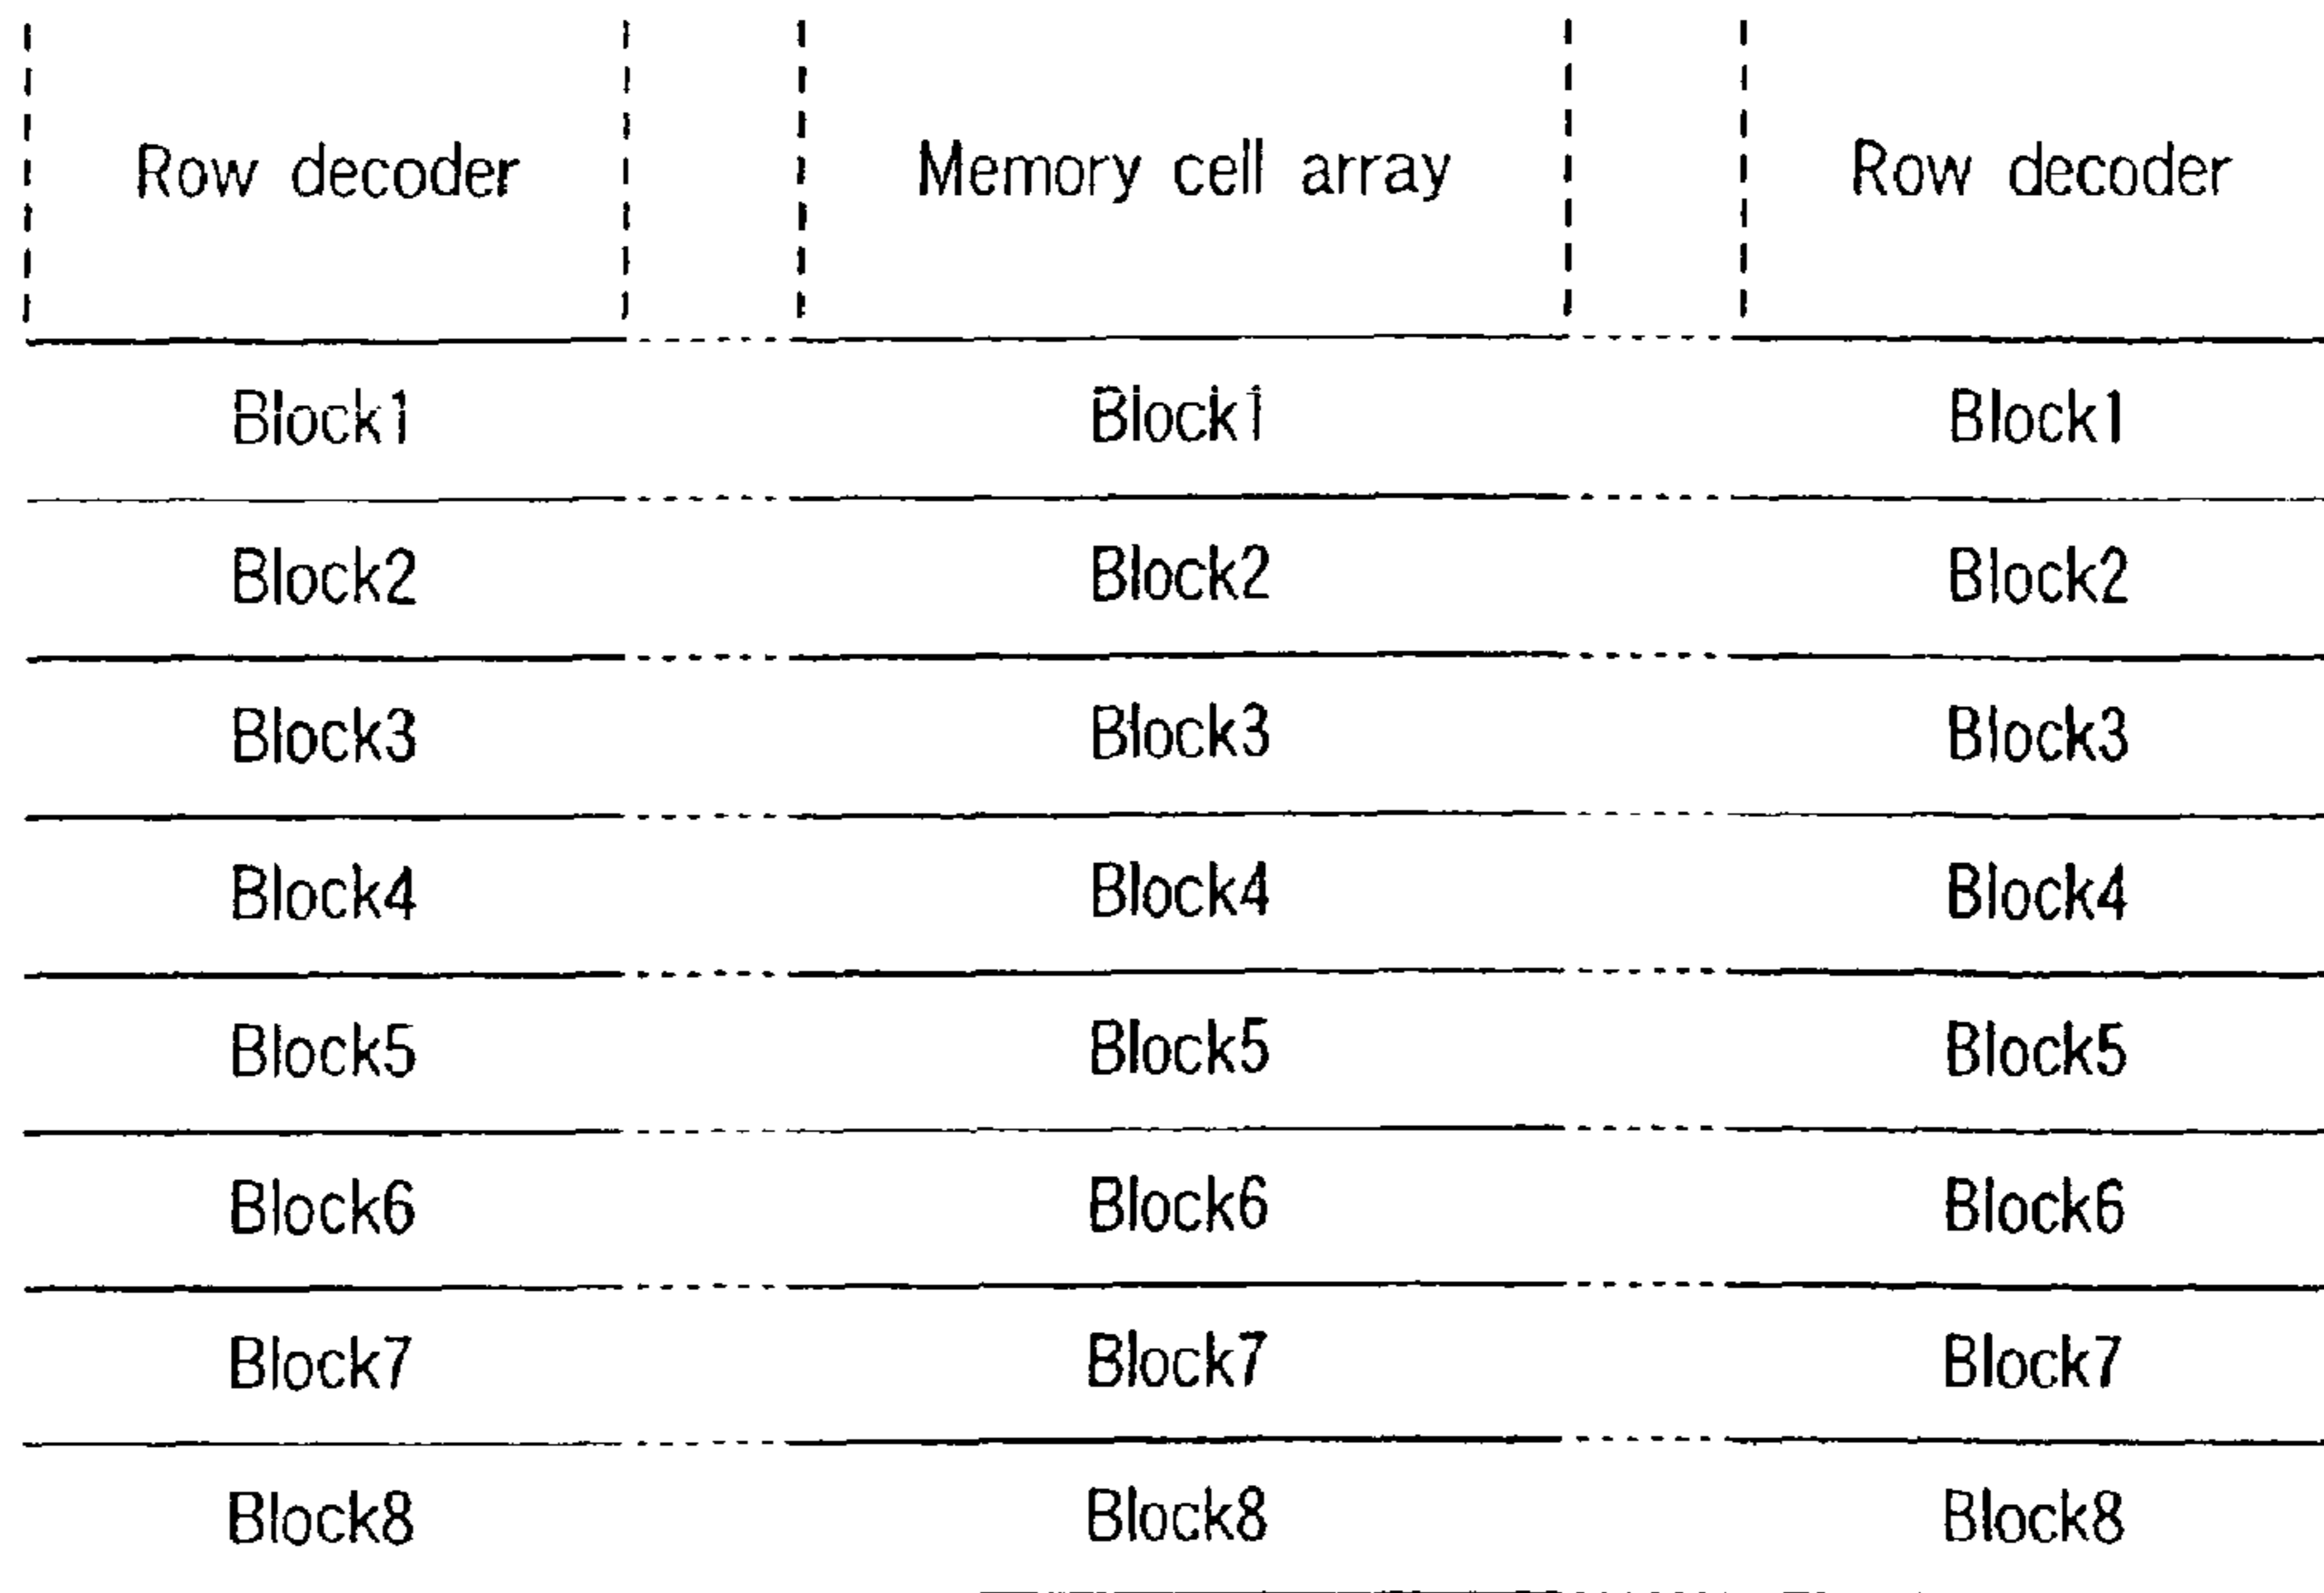 Row decoder Memory cell array Row decoder
Block1 Block1 Block1
Block2 Block2 Block2
Block3 Block3 Block3
Block4 Block4 Block4
Block5 Block5 Block5
Block6 Block6 Block6
Block7 Block7 Block7
Block8 Block8 Block8